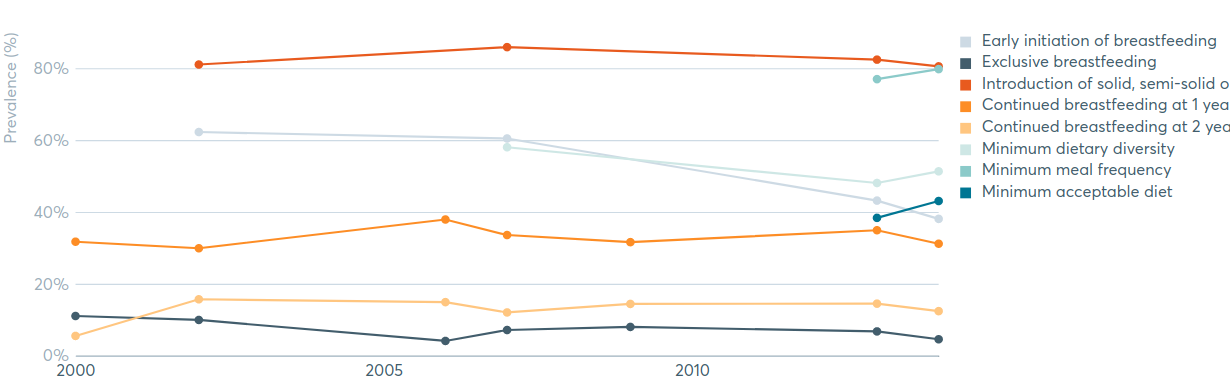 Prevalence (%)
80%
60%
40%
20%
0%
2000
2005
2010
Early initiation of breastfeeding
Exclusive breastfeeding
Introduction of solid, semi-solid o
Continued breastfeeding at 1 yea
Continued breastfeeding at 2 yea
Minimum dietary diversity
Minimum meal frequency
Minimum acceptable diet